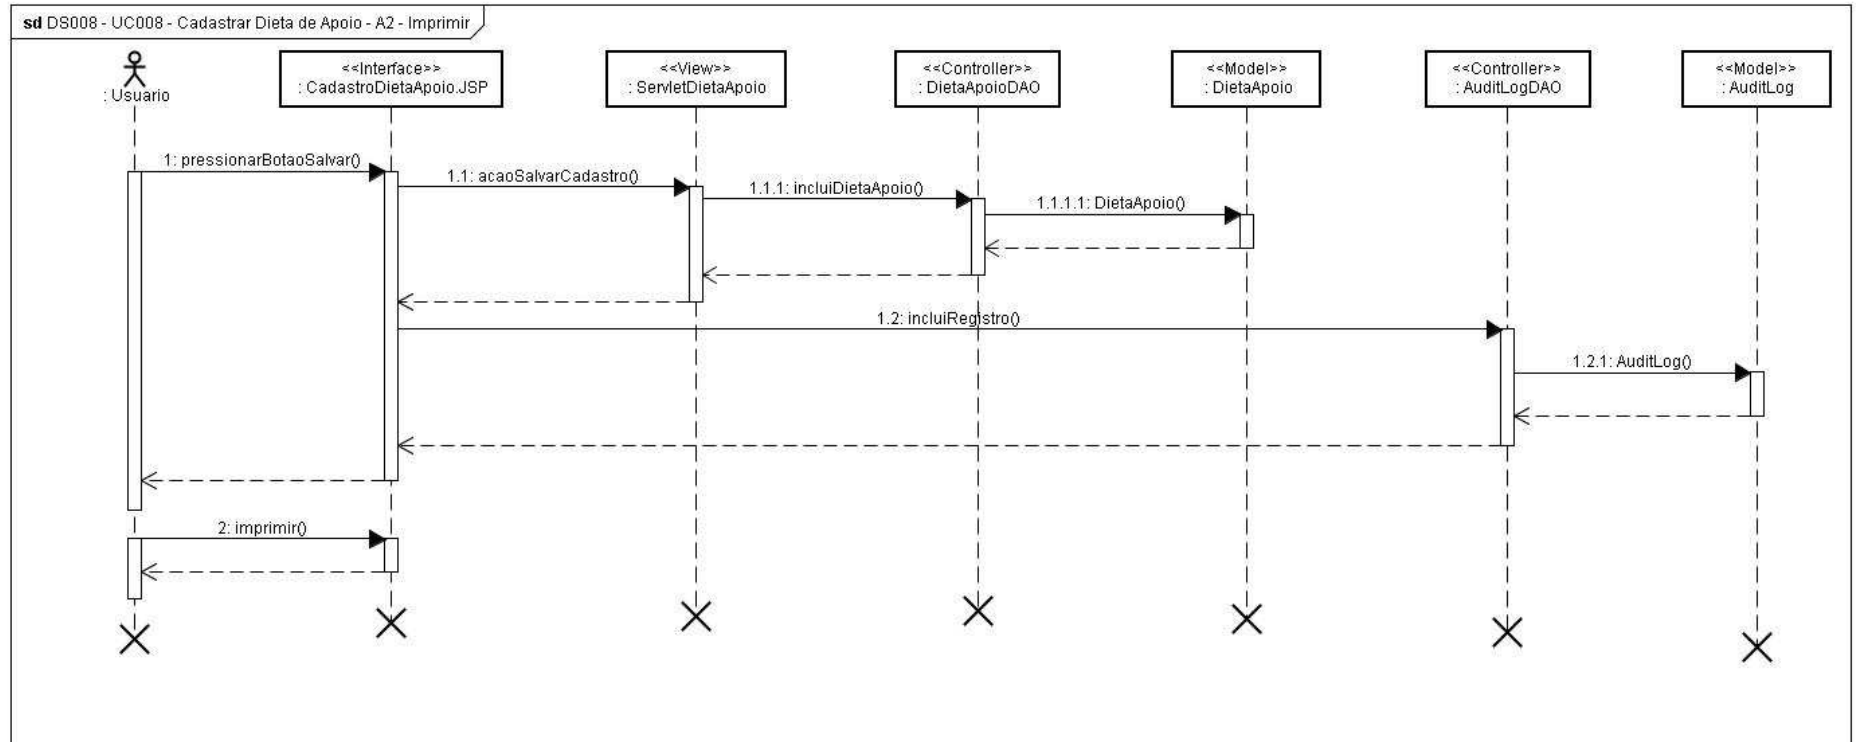 sd DS008 - UC008 - Cadastrar Dieta de Apoio - A2 - Imprimir
: Usuario
<<Interface>>
: CadastroDietaApoio.JSP
<<View>>
: ServletDietaApoio
<<Controller>>
: DietaApoioDAO
<<Model>>
: DietaApoio
<<Controller>>
: AuditLogDAO
<<Model>>
: AuditLog
1: pressionarBotaoSalvar()
1.1: acaoSalvarCadastro()
1.1.1: incluiDietaApoio()
1.1.1.1: DietaApoio()
1.2: incluiRegistro()
1.2.1: AuditLog()
2: imprimir()